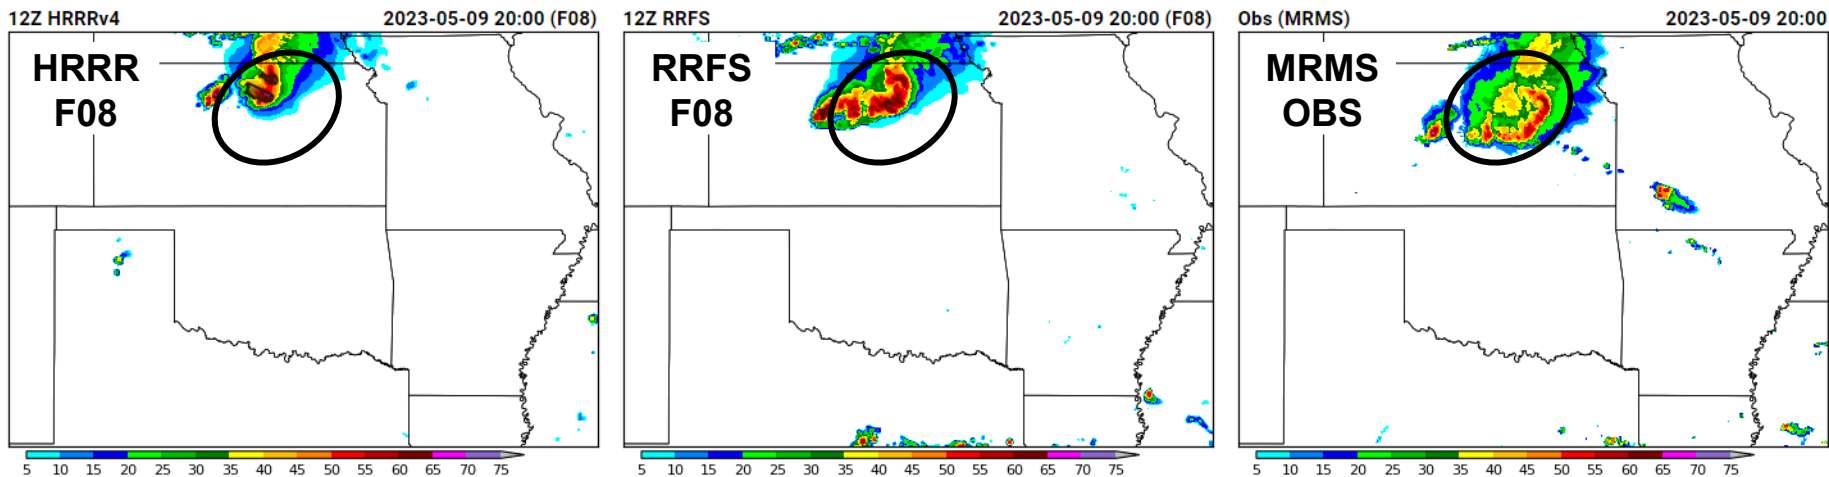 12Z HRRRv4 2023-05-09 20:00 (F08)
HRRR
F08
5 10 15 20 25 30 35 40 45 50 55 60 65 70 75
12Z RRFS 2023-05-09 20:00 (F08)
RRFS
F08
5 10 15 20 25 30 35 40 45 50 55 60 65 70 75
Obs (MRMS) 2023-05-09 20:00
MRMS
OBS
5 10 15 20 25 30 35 40 45 50 55 60 65 70 75